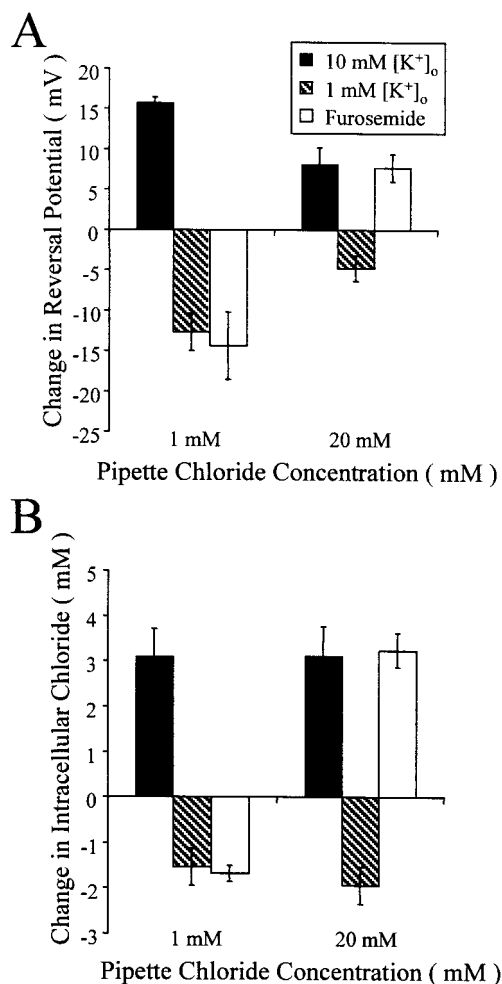 A
10 mM [K⁺]ₒ
1 mM [K⁺]ₒ
Furosemide
Change in Reversal Potential ( mV )
20
15
10
5
0
-5
-10
-15
-20
-25
1 mM
20 mM
Pipette Chloride Concentration ( mM )
B
Change in Intracellular Chloride ( mM )
5
4
3
2
1
0
-1
-2
-3
1 mM
20 mM
Pipette Chloride Concentration ( mM )